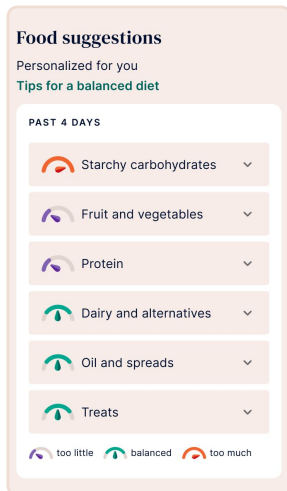 Food suggestions
Personalized for you
Tips for a balanced diet
PAST 4 DAYS
Starchy carbohydrates
Fruit and vegetables
Protein
Dairy and alternatives
Oil and spreads
Treats
too little balanced too much